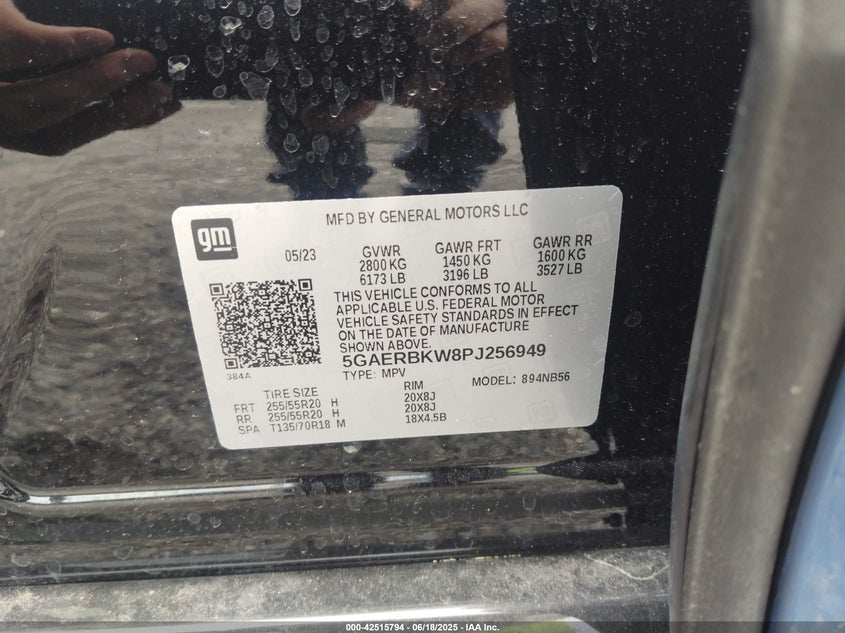 gm
MFD BY GENERAL MOTORS LLC
05/23 GVWR GAWR FRT GAWR RR
2800 KG 1450 KG 1600 KG
6173 LB 3196 LB 3527 LB
THIS VEHICLE CONFORMS TO ALL
APPLICABLE U.S. FEDERAL MOTOR
VEHICLE SAFETY STANDARDS IN EFFECT
ON THE DATE OF MANUFACTURE
SHOWN ABOVE.
384A
5GAERBKW8PJ256949
TYPE: MPV MODEL: 894NB56
TIRE SIZE RIM
FRT 255/55R20 H 20X8J
RR 255/55R20 H 20X8J
SPA T135/70R18 M 18X4.5B
000-42515794 - 06/18/2025 - IAA Inc.